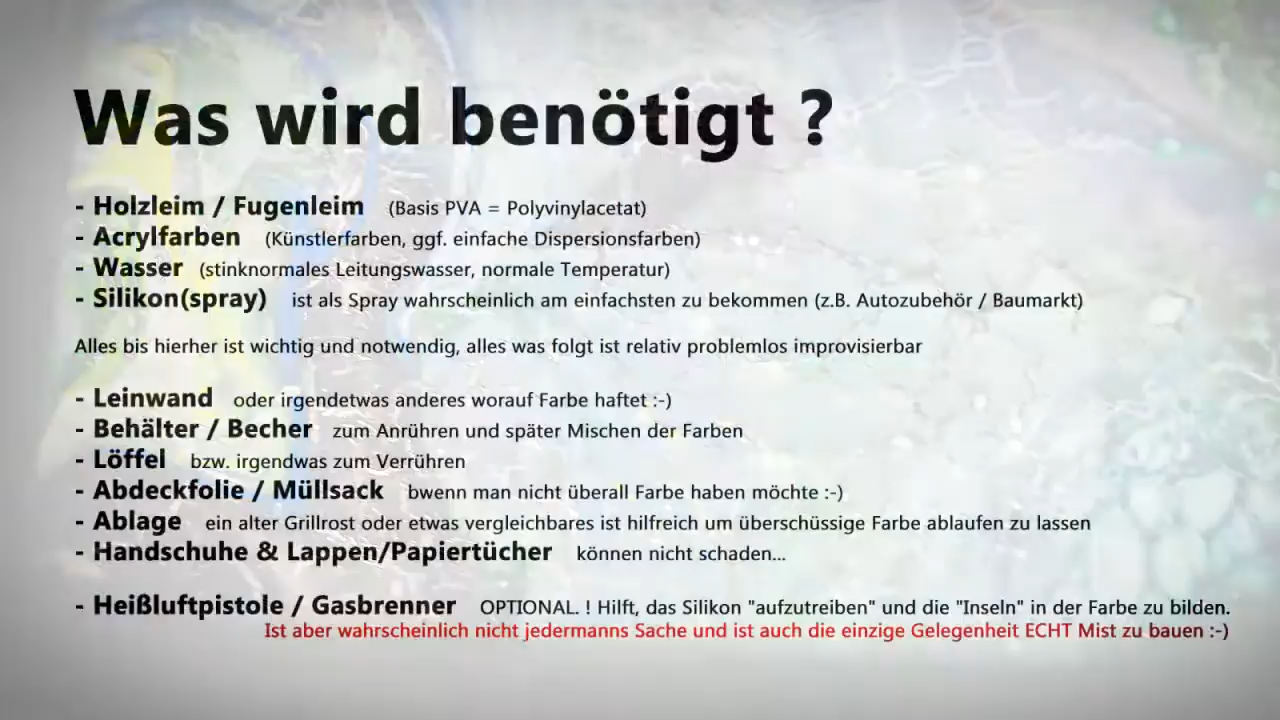 Was wird benötigt ?
- Holzleim / Fugenleim (Basis PVA = Polyvinylacetat)
- Acrylfarben (Künstlerfarben, ggf. einfache Dispersionsfarben)
- Wasser (stinknormales Leitungswasser, normale Temperatur)
- Silikon(spray) ist als Spray wahrscheinlich am einfachsten zu bekommen (z.B. Autozubehör / Baumarkt)
Alles bis hierher ist wichtig und notwendig, alles was folgt ist relativ problemlos improvisierbar
- Leinwand oder irgendetwas anderes worauf Farbe haftet :-)
- Behälter / Becher zum Anrühren und später Mischen der Farben
- Löffel bzw. irgendwas zum Verrühren
- Abdeckfolie / Müllsack bwenn man nicht überall Farbe haben möchte :-)
- Ablage ein alter Grillrost oder etwas vergleichbares ist hilfreich um überschüssige Farbe ablaufen zu lassen
- Handschuhe & Lappen/Papiertücher können nicht schaden...
- Heißluftpistole / Gasbrenner OPTIONAL. ! Hilft, das Silikon "aufzutreiben" und die "Inseln" in der Farbe zu bilden.
Ist aber wahrscheinlich nicht jedermanns Sache und ist auch die einzige Gelegenheit ECHT Mist zu bauen :-)